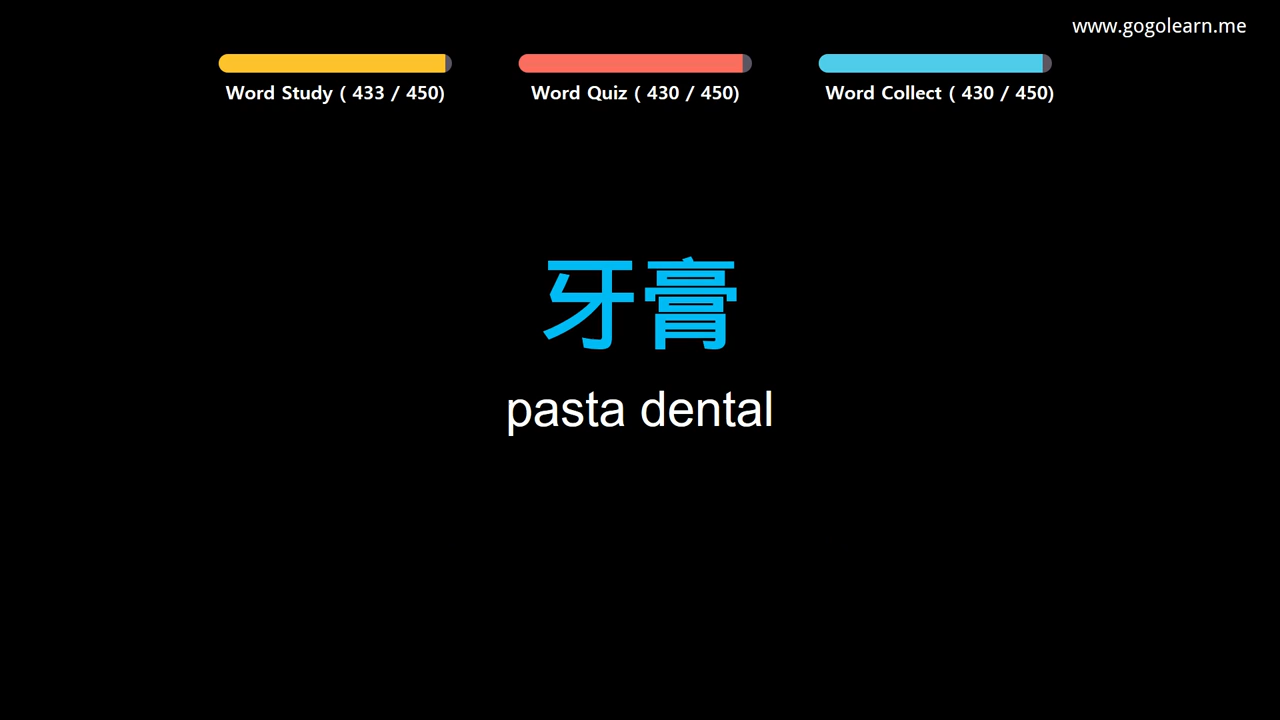 www.gogolearn.me
Word Study ( 433 / 450)
Word Quiz ( 430 / 450)
Word Collect ( 430 / 450)
牙膏
pasta dental